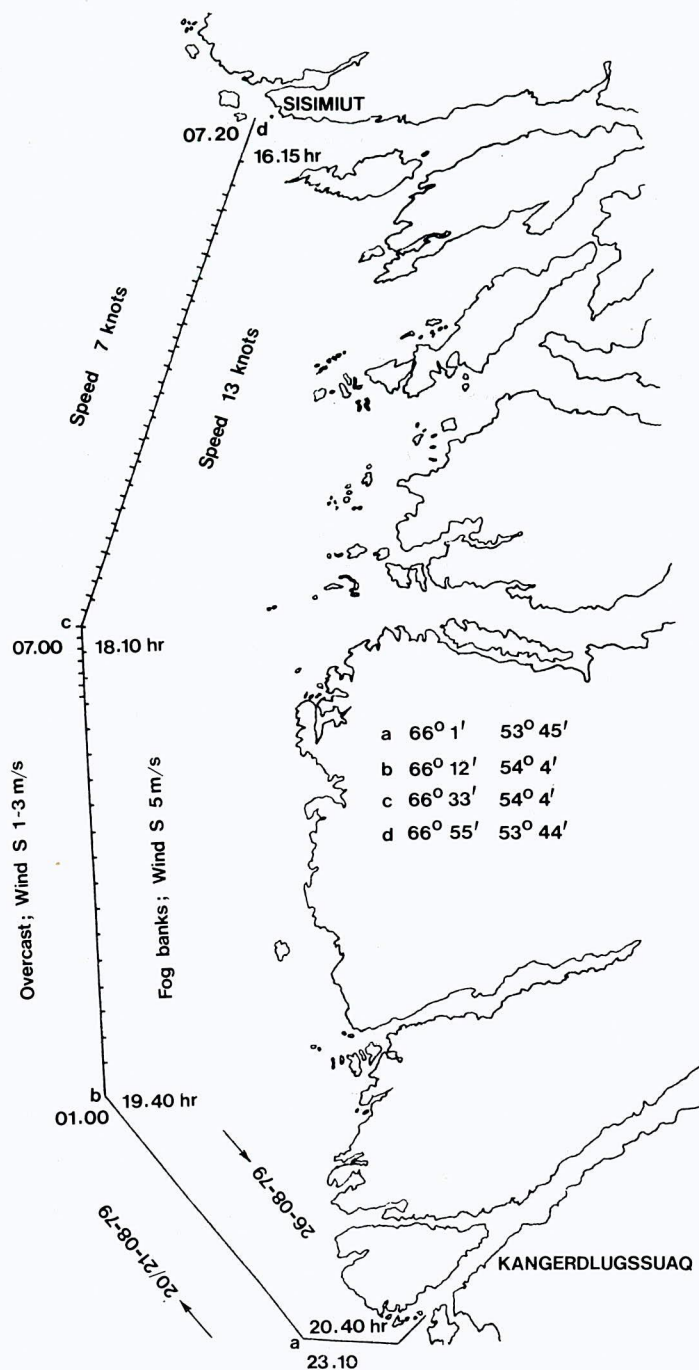 SISIMIUT
07.20 d
16.15 hr
Speed 7 knots
Speed 13 knots
c
07.00 18.10 hr
a 66° 1' 53° 45'
b 66° 12' 54° 4'
c 66° 33' 54° 4'
d 66° 55' 53° 44'
Overcast; Wind S 1-3 m/s
Fog banks; Wind S 5 m/s
b 19.40 hr
01.00
26-08-79
20/21-08-79
KANGERDLUGSSUAQ
20.40 hr
a
23.10